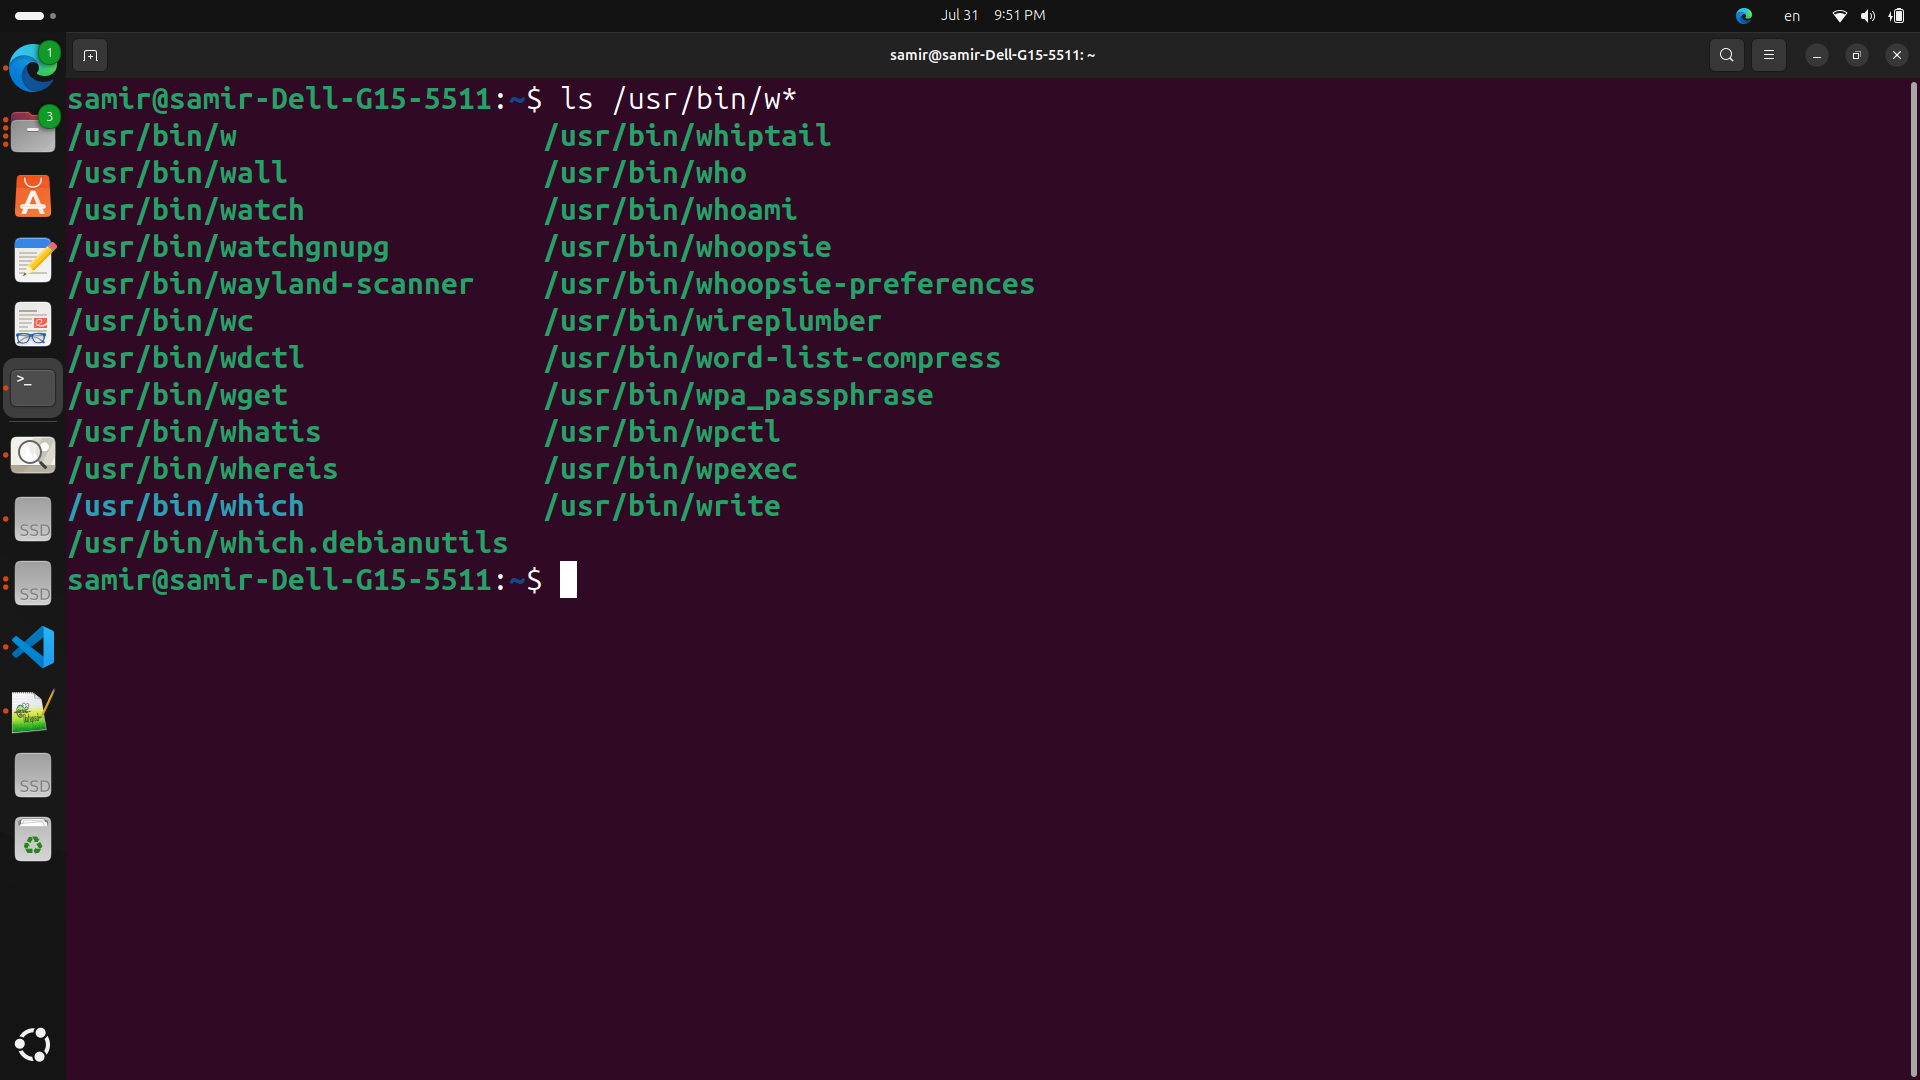 Jul 31 9:51 PM
en
samir@samir-Dell-G15-5511: ~
1
3
samir@samir-Dell-G15-5511:~$ ls /usr/bin/w*
/usr/bin/w /usr/bin/whiptail
/usr/bin/wall /usr/bin/who
/usr/bin/watch /usr/bin/whoami
/usr/bin/watchgnupg /usr/bin/whoopsie
/usr/bin/wayland-scanner /usr/bin/whoopsie-preferences
/usr/bin/wc /usr/bin/wireplumber
/usr/bin/wdctl /usr/bin/word-list-compress
/usr/bin/wget /usr/bin/wpa_passphrase
/usr/bin/whatis /usr/bin/wpctl
/usr/bin/whereis /usr/bin/wpexec
/usr/bin/which /usr/bin/write
/usr/bin/which.debianutils
samir@samir-Dell-G15-5511:~$
>_
SSD
SSD
SSD